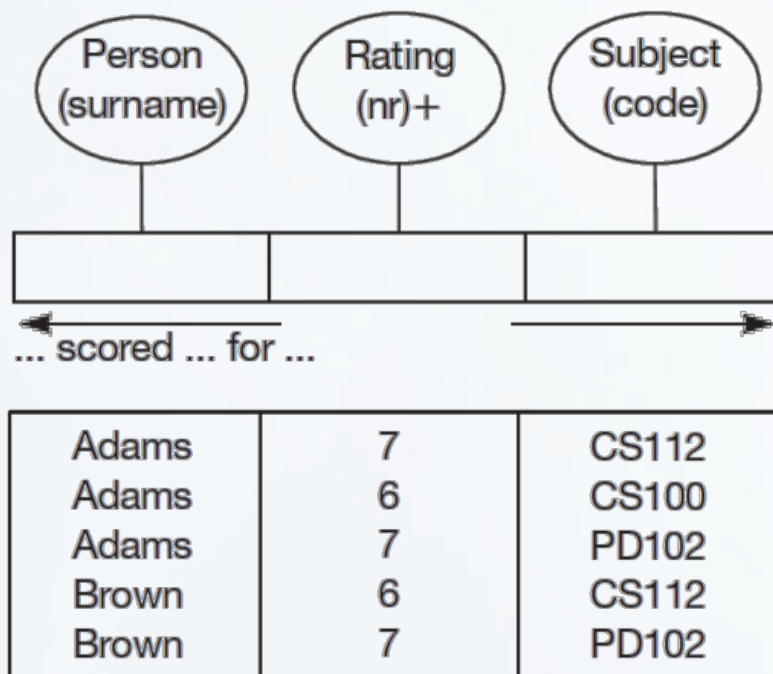 Person Rating Subject
(surname) (nr)+ (code)
... scored ... for ...
Adams 7 CS112
Adams 6 CS100
Adams 7 PD102
Brown 6 CS112
Brown 7 PD102